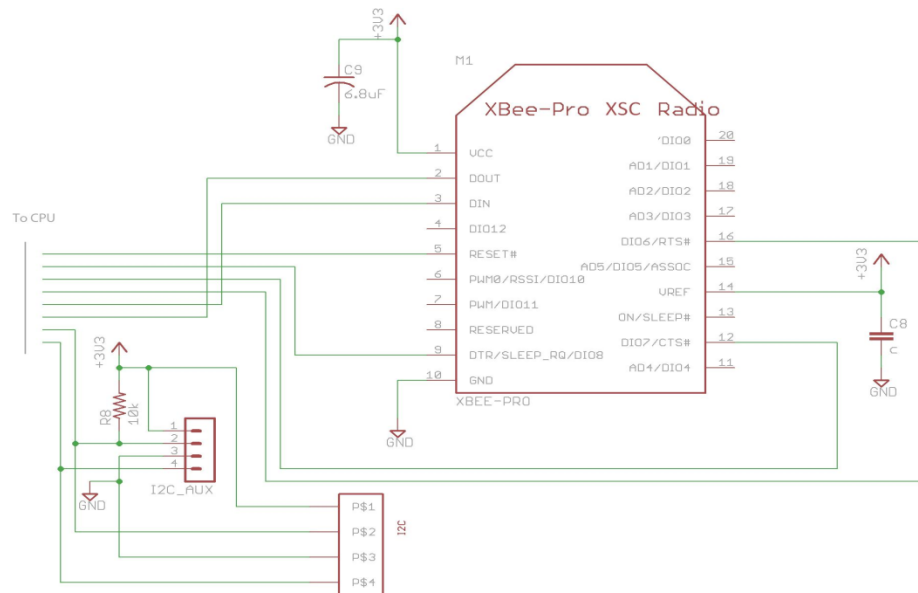 +3V3
C9
6.8uF
GND
M1
XBee-Pro XSC Radio
1 VCC
2 DOUT
3 DIN
4 DIO12
5 RESET#
6 PWM0/RSSI/DIO10
7 PWM/DIO11
8 RESERVED
9 DTR/SLEEP_RQ/DIO8
10 GND
'DIO0 20
AD1/DIO1 19
AD2/DIO2 18
AD3/DIO3 17
DIO6/RTS# 16
AD5/DIO5/ASSOC 15
VREF 14
ON/SLEEP# 13
DIO7/CTS# 12
AD4/DIO4 11
XBEE-PRO
GND
+3V3
C8
C
GND
To CPU
+3V3
R8
10k
1
2
3
4
I2C_AUX
GND
P$1
P$2
P$3
P$4
I2C